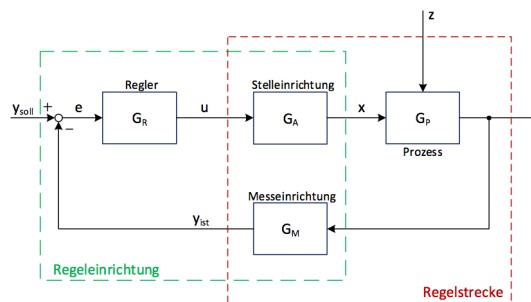 z
Regler
Stelleinrichtung
y_soll
+
e
G_R
u
G_A
x
G_P
−
Prozess
Messeinrichtung
y_ist
G_M
Regeleinrichtung
Regelstrecke